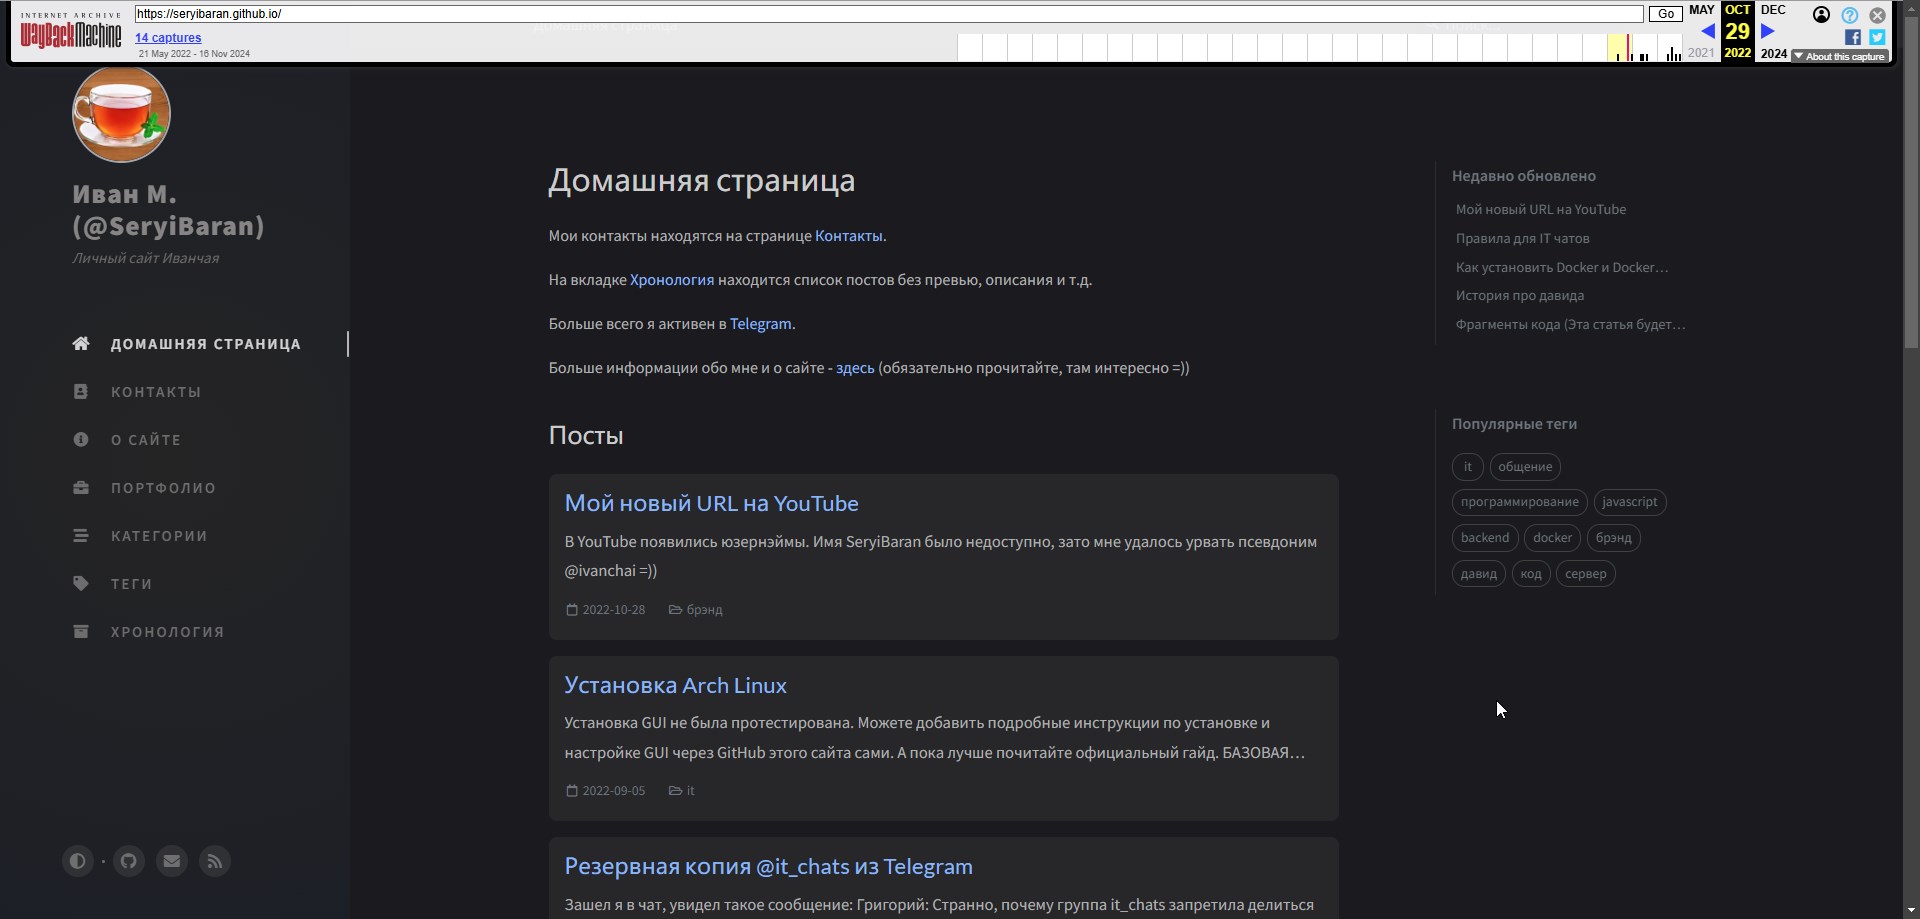 INTERNET ARCHIVE
WayBackMachine
https://seryibaran.github.io/
Go
14 captures
21 May 2022 - 16 Nov 2024
MAY OCT DEC
29
2021 2022 2024
About this capture
Иван М.
(@SeryiBaran)
Личный сайт Иванчая
ДОМАШНЯЯ СТРАНИЦА
КОНТАКТЫ
О САЙТЕ
ПОРТФОЛИО
КАТЕГОРИИ
ТЕГИ
ХРОНОЛОГИЯ
Домашняя страница
Мои контакты находятся на странице Контакты.
На вкладке Хронология находится список постов без превью, описания и т.д.
Больше всего я активен в Telegram.
Больше информации обо мне и о сайте - здесь (обязательно прочитайте, там интересно =))
Посты
Мой новый URL на YouTube
В YouTube появились юзернэймы. Имя SeryiBaran было недоступно, зато мне удалось урвать псевдоним
@ivanchai =))
2022-10-28 брэнд
Установка Arch Linux
Установка GUI не была протестирована. Можете добавить подробные инструкции по установке и
настройке GUI через GitHub этого сайта сами. А пока лучше почитайте официальный гайд. БАЗОВАЯ…
2022-09-05 it
Резервная копия @it_chats из Telegram
Зашел я в чат, увидел такое сообщение: Григорий: Странно, почему группа it_chats запретила делиться
Недавно обновлено
Мой новый URL на YouTube
Правила для IT чатов
Как установить Docker и Docker…
История про давида
Фрагменты кода (Эта статья будет…
Популярные теги
it общение
программирование javascript
backend docker брэнд
давид код сервер